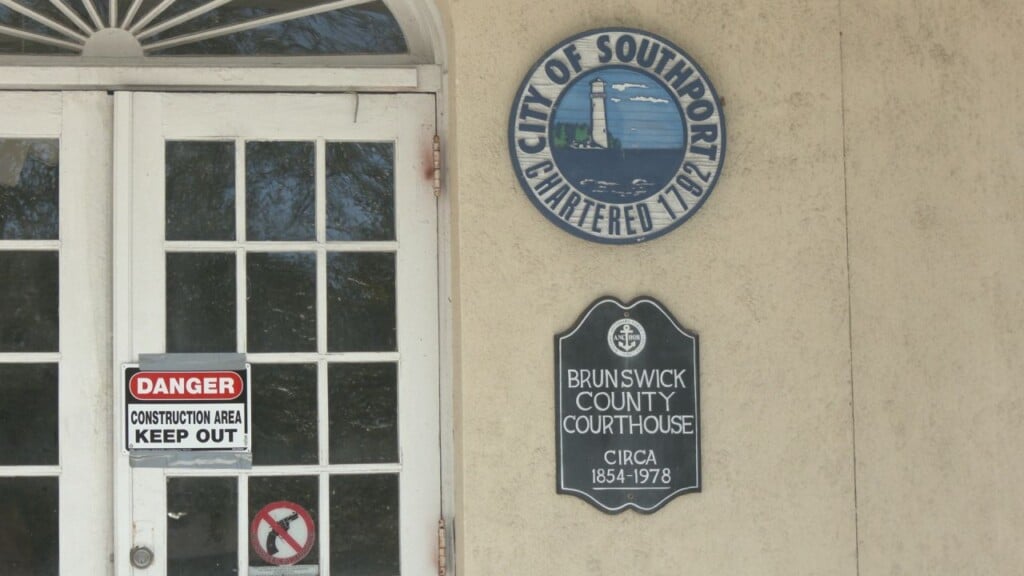 CITY OF SOUTHPORT
CHARTERED 1792
BRUNSWICK
COUNTY
COURTHOUSE
CIRCA
1854-1978
DANGER
CONSTRUCTION AREA
KEEP OUT